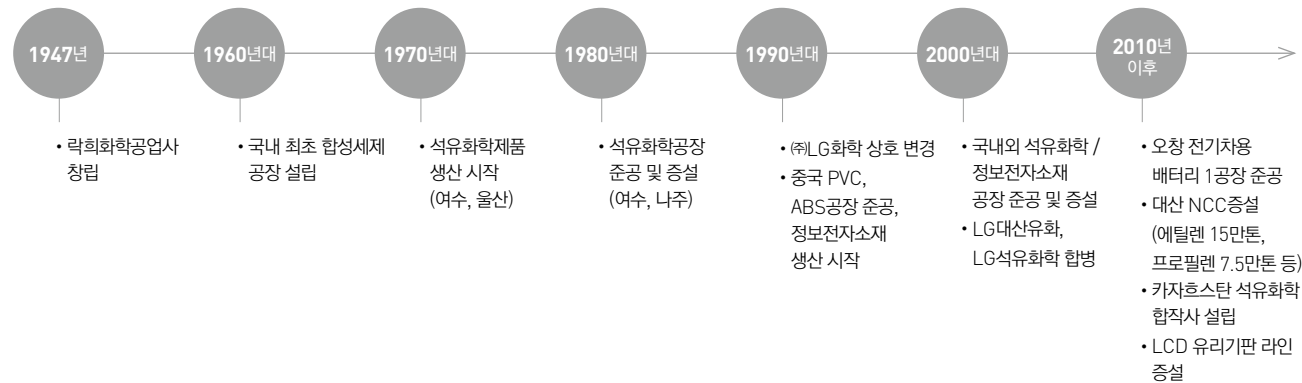 1947년
1960년대
1970년대
1980년대
1990년대
2000년대
2010년
이후
• 락희화학공업사
창립
• 국내 최초 합성세제
공장 설립
• 석유화학제품
생산 시작
(여수, 울산)
• 석유화학공장
준공 및 증설
(여수, 나주)
• ㈜LG화학 상호 변경
• 중국 PVC,
ABS공장 준공,
정보전자소재
생산 시작
• 국내외 석유화학 /
정보전자소재
공장 준공 및 증설
• LG대산유화,
LG석유화학 합병
• 오창 전기차용
배터리 1공장 준공
• 대산 NCC증설
(에틸렌 15만톤,
프로필렌 7.5만톤 등)
• 카자흐스탄 석유화학
합작사 설립
• LCD 유리기판 라인
증설